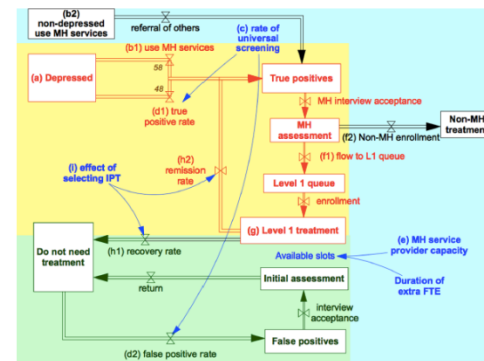 (b2)
non-depressed
use MH services
referral of others
(c) rate of
universal
screening
(b1) use MH services
58
(a) Depressed
48
(d1) true
positive rate
True positives
MH interview
acceptance
MH
assessment
Non-MH
treatment
(f2) Non-MH enrollment
(f1) flow to L1 queue
(h2)
remission
rate
(i) effect of
selecting IPT
Level 1 queue
enrollment
(g) Level 1 treatment
Do not need
treatment
(h1) recovery rate
Available slots
(e) MH service
provider capacity
Initial assessment
return
Duration of
extra FTE
interview
acceptance
False positives
(d2) false positive rate